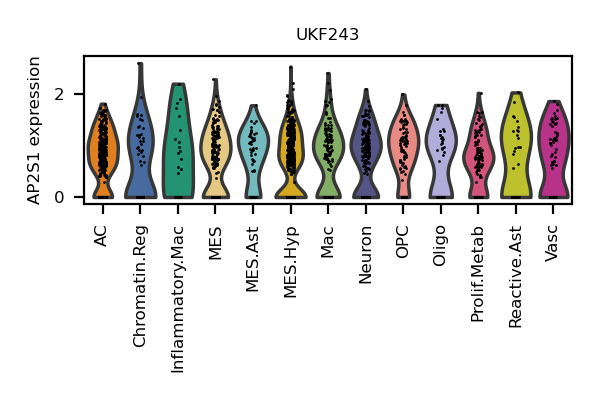 UKF243
AP2S1 expression
2
0
AC
Chromatin.Reg
Inflammatory.Mac
MES
MES.Ast
MES.Hyp
Mac
Neuron
OPC
Oligo
Prolif.Metab
Reactive.Ast
Vasc